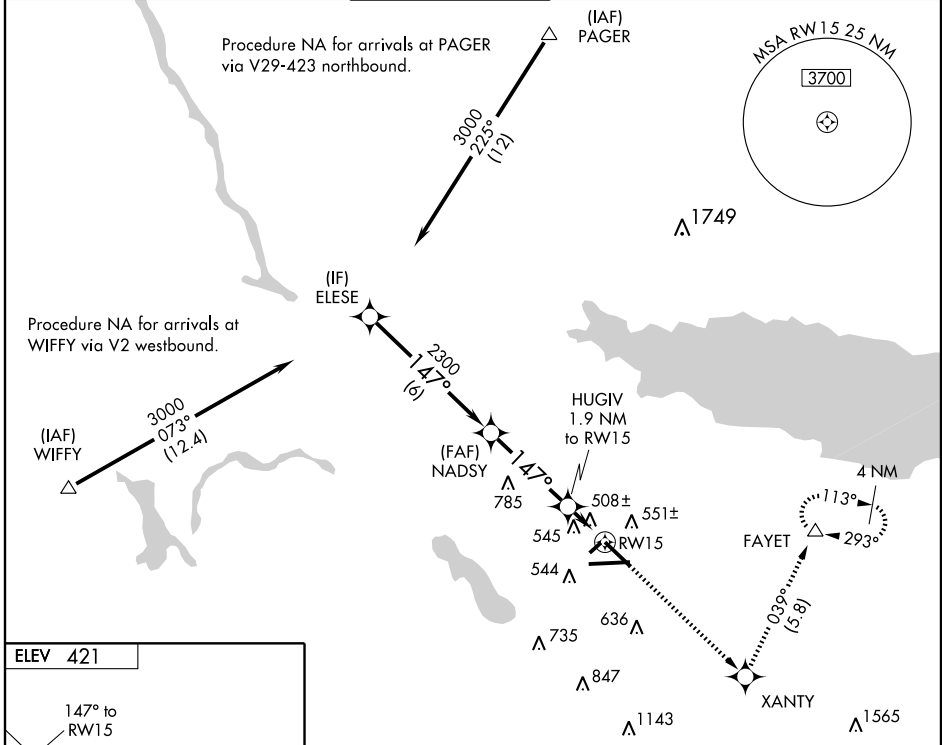 Procedure NA for arrivals at PAGER
via V29-423 northbound.
(IAF)
PAGER
MSA RW15 25 NM
3700
3000
225°
(12)
1749
(IF)
ELESE
Procedure NA for arrivals at
WIFFY via V2 westbound.
2300
147°
(6)
3000
073°
(12.4)
(IAF)
WIFFY
HUGIV
1.9 NM
to RW15
(FAF)
NADSY
147°
785
508±
545
551±
RW15
4 NM
113°
293°
FAYET
544
039°
(5.8)
636
735
847
XANTY
1143
1565
ELEV 421
147° to
RW15